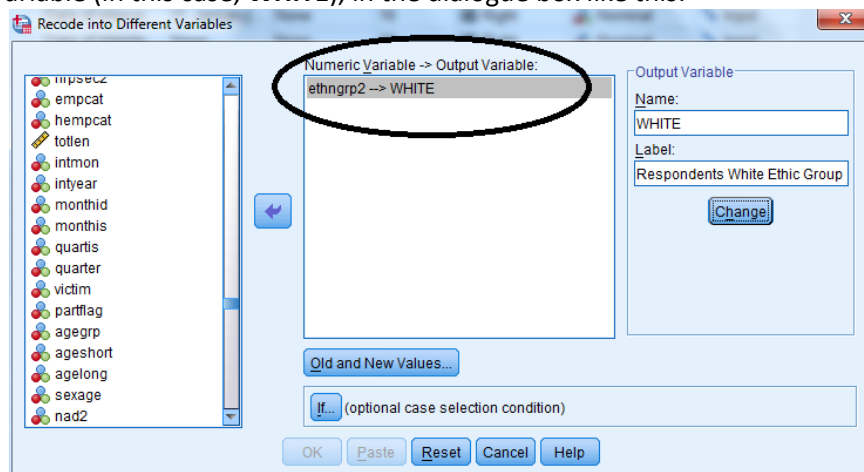 Recode into Different Variables
empcat
hempcat
totlen
intmon
intyear
monthid
monthis
quartis
quarter
victim
partflag
agegrp
ageshort
agelong
sexage
nad2
Numeric Variable -> Output Variable:
ethngrp2 --> WHITE
Old and New Values...
If... (optional case selection condition)
Output Variable
Name:
WHITE
Label:
Respondents White Ethic Group
Change
OK Paste Reset Cancel Help